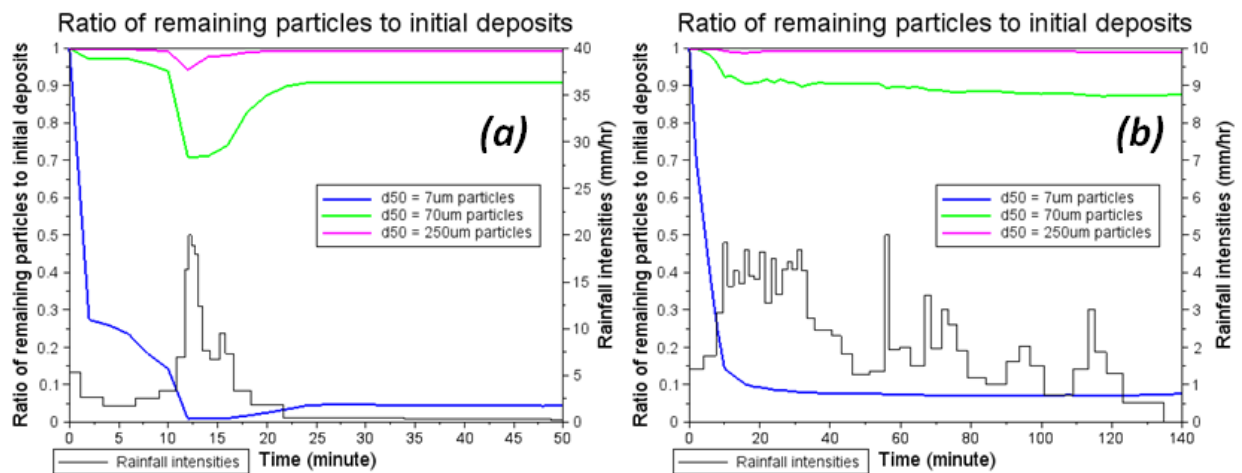 Ratio of remaining particles to initial deposits
Ratio of remaining particles to initial deposits
1
0.9
0.8
0.7
0.6
0.5
0.4
0.3
0.2
0.1
0
(a)
d50 = 7um particles
d50 = 70um particles
d50 = 250um particles
40
35
30
25
20
15
10
5
0
Rainfall intensities (mm/hr)
0 5 10 15 20 25 30 35 40 45 50
Rainfall intensities
Time (minute)
Ratio of remaining particles to initial deposits
Ratio of remaining particles to initial deposits
1
0.9
0.8
0.7
0.6
0.5
0.4
0.3
0.2
0.1
0
(b)
d50 = 7um particles
d50 = 70um particles
d50 = 250um particles
10
9
8
7
6
5
4
3
2
1
0
Rainfall intensities (mm/hr)
0 20 40 60 80 100 120 140
Rainfall intensities
Time (minute)